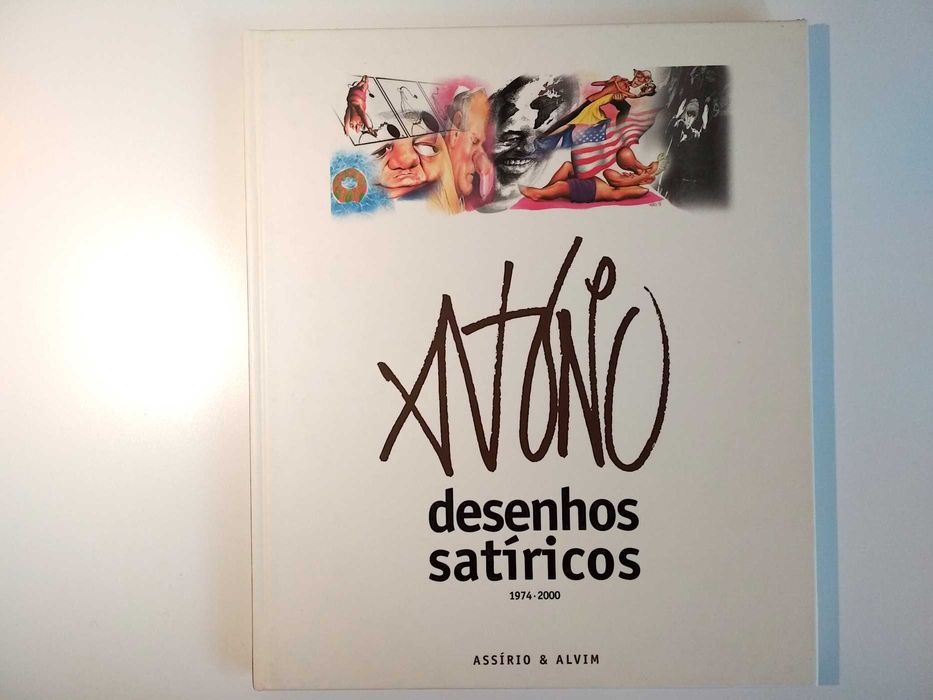 António
desenhos
satíricos
1974·2000
ASSÍRIO & ALVIM